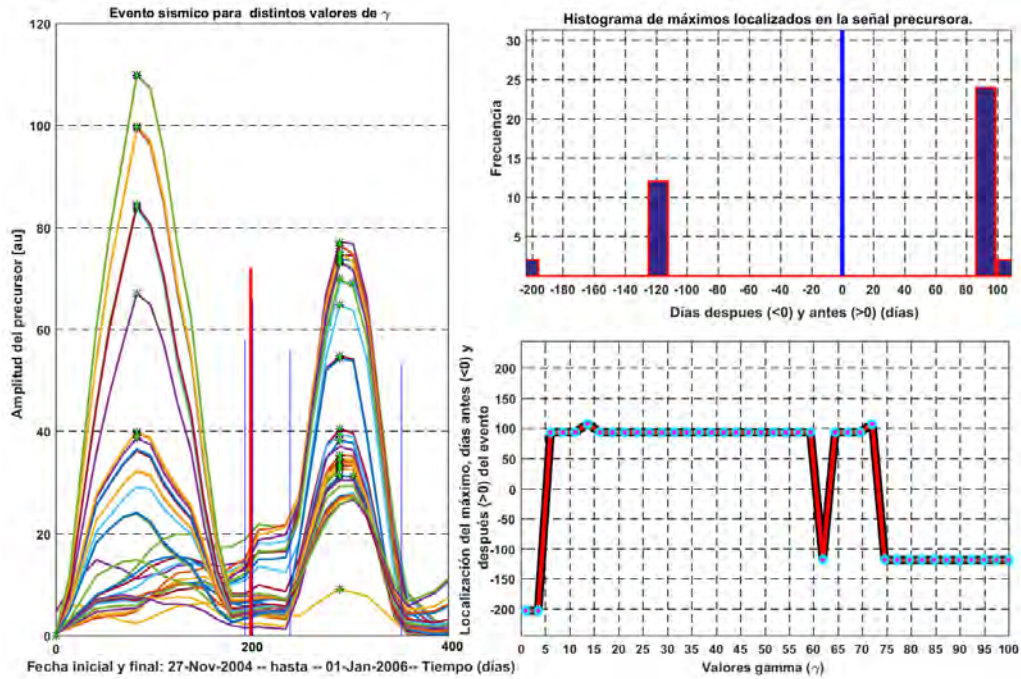 Evento sísmico para distintos valores de γ
120
100
80
60
40
20
0
Amplitud del precursor [au]
200
400
Fecha inicial y final: 27-Nov-2004 -- hasta -- 01-Jan-2006-- Tiempo (días)
Histograma de máximos localizados en la señal precursora.
30
25
20
15
10
5
Frecuencia
-200 -180 -160 -140 -120 -100 -80 -60 -40 -20 0 20 40 60 80 100
Días despues (<0) y antes (>0) (días)
Localización del máximo, días antes (<0) y
después (>0) del evento
200
150
100
50
0
-50
-100
-150
-200
0 5 10 15 20 25 30 35 40 45 50 55 60 65 70 75 80 85 90 95 100
Valores gamma (γ)